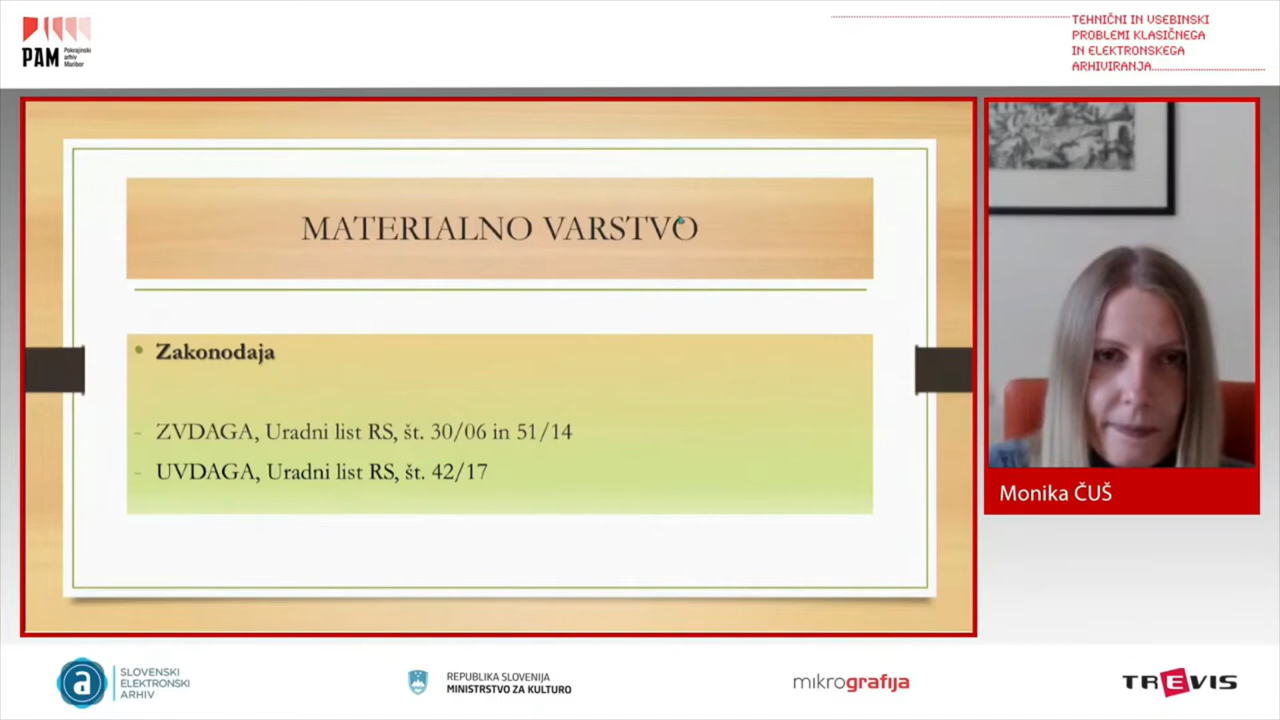 PAM
Pokrajinski
arhiv
Maribor
TEHNIČNI IN VSEBINSKI
PROBLEMI KLASIČNEGA
IN ELEKTRONSKEGA
ARHIVIRANJA
MATERIALNO VARSTVO
• Zakonodaja
- ZVDAGA, Uradni list RS, št. 30/06 in 51/14
- UVDAGA, Uradni list RS, št. 42/17
Monika ČUŠ
a
SLOVENSKI
ELEKTRONSKI
ARHIV
REPUBLIKA SLOVENIJA
MINISTRSTVO ZA KULTURO
mikrografija
TREVIS